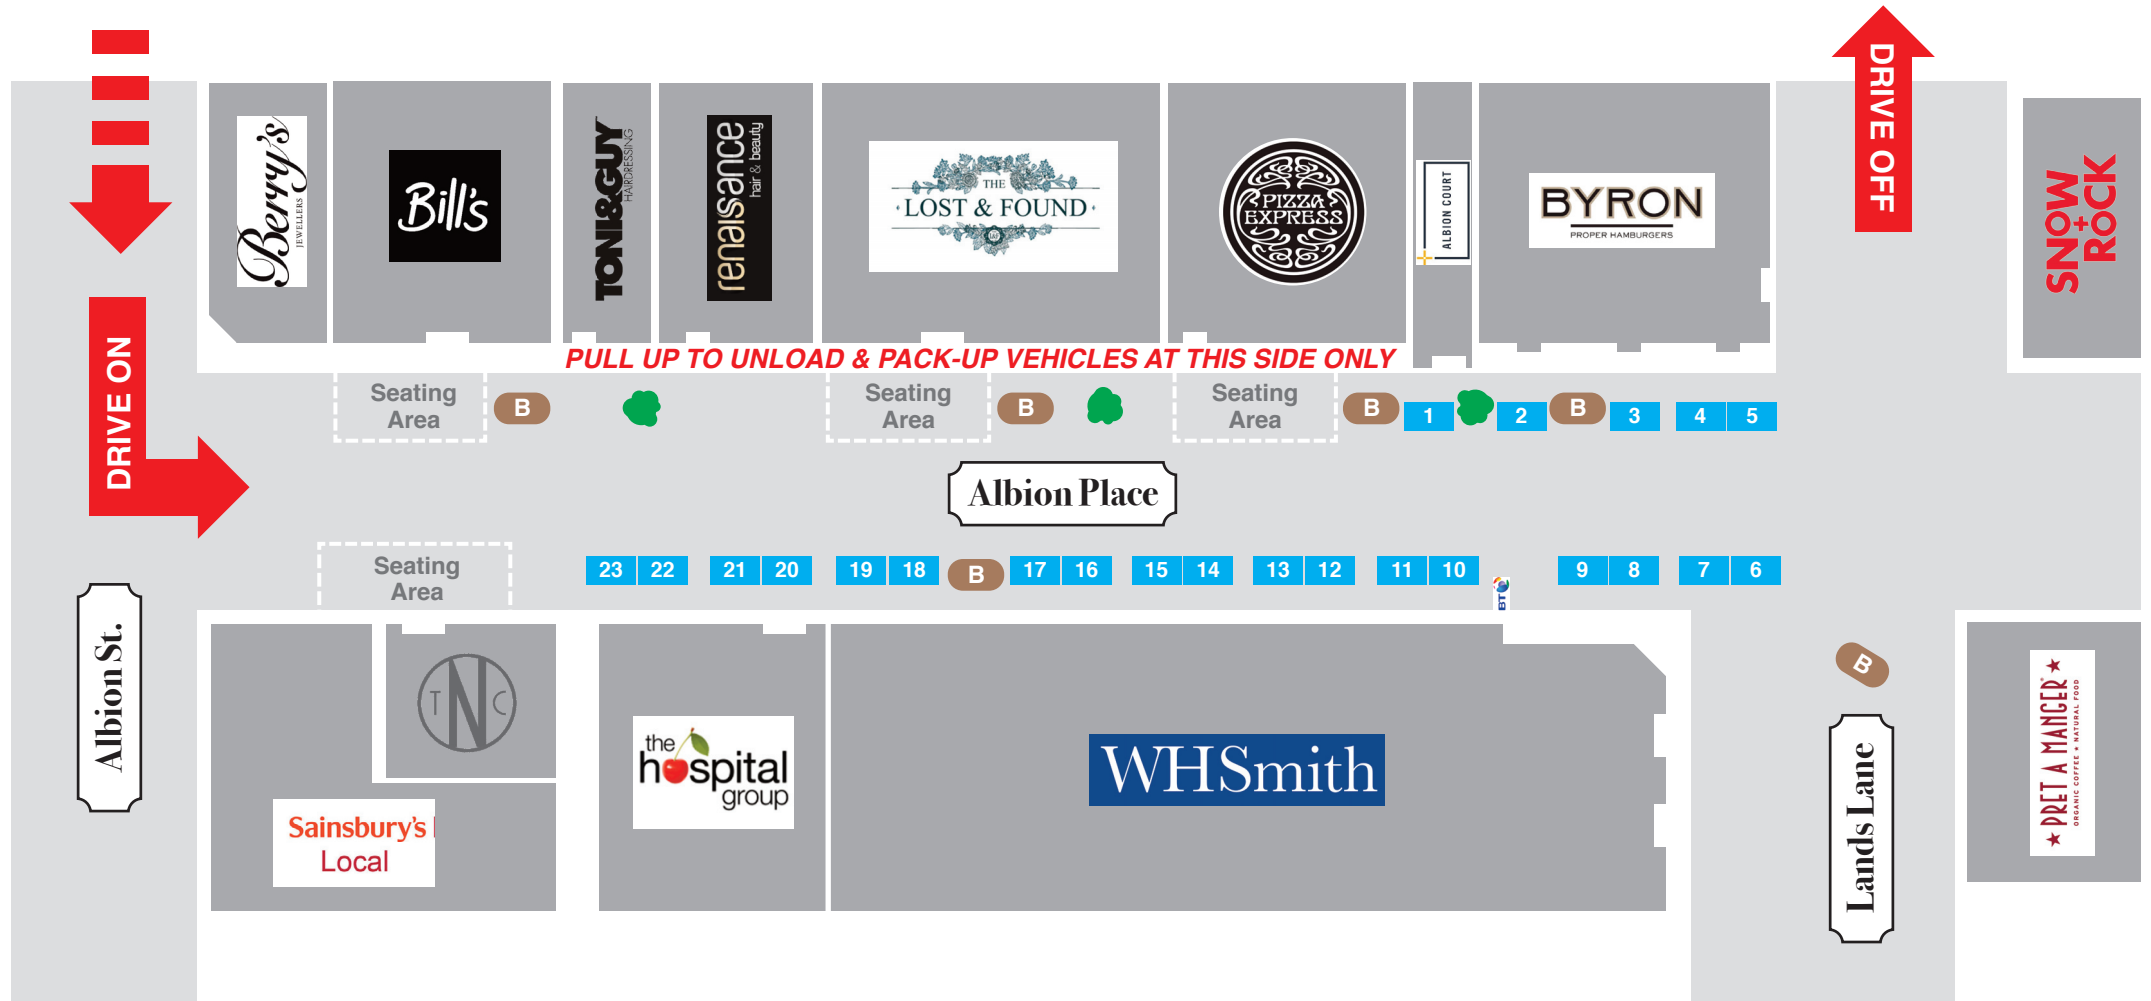 DRIVE ON
DRIVE OFF
Berry's
JEWELLERS
Bill's
TONI&GUY
HAIRDRESSING
renaissance
hair & beauty
THE
LOST & FOUND
PIZZA
EXPRESS
ALBION COURT
BYRON
PROPER HAMBURGERS
SNOW
+
ROCK
PULL UP TO UNLOAD & PACK-UP VEHICLES AT THIS SIDE ONLY
Seating
Area
B
Seating
Area
B
Seating
Area
B
1
2
B
3
4
5
Albion Place
Seating
Area
23
22
21
20
19
18
B
17
16
15
14
13
12
11
10
BT
9
8
7
6
Albion St.
TNC
Sainsbury's
Local
the
hospital
group
WHSmith
B
Lands Lane
PRET A MANGER
ORGANIC COFFEE ★ NATURAL FOOD